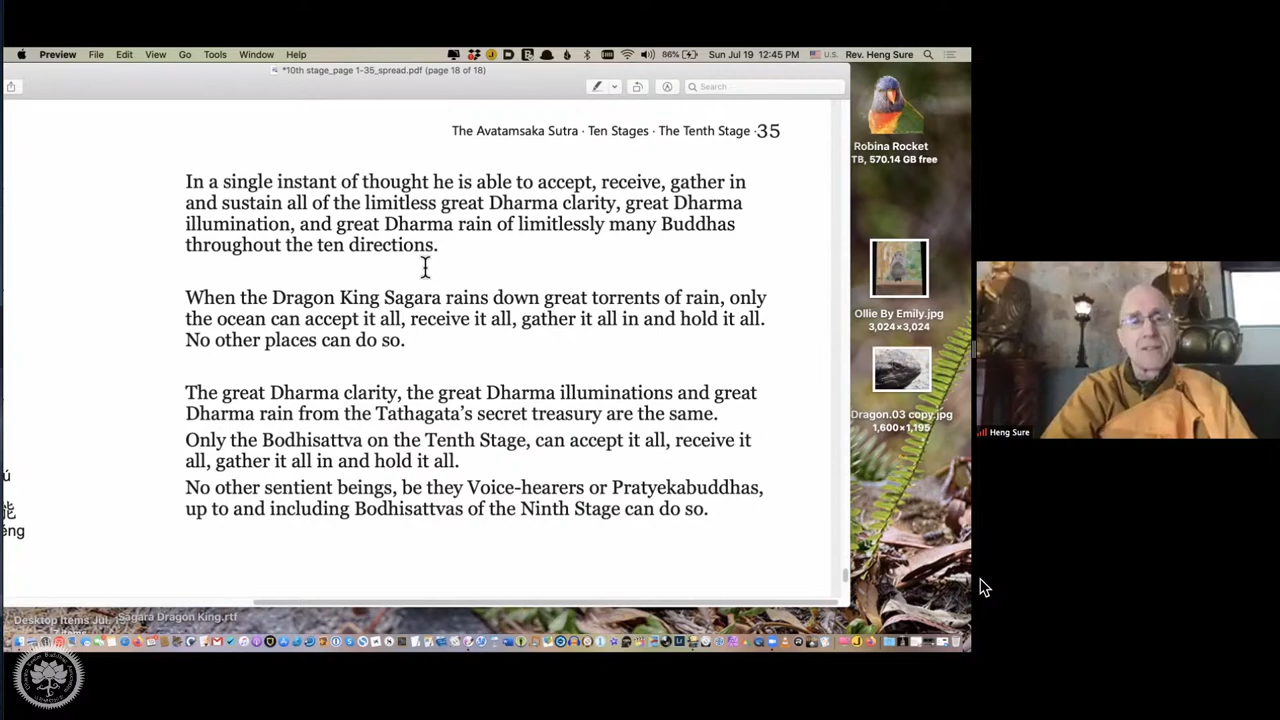 Preview File Edit View Go Tools Window Help
86% Sun Jul 19 12:45 PM U.S. Rev. Heng Sure
*10th stage_page 1-35_spread.pdf (page 18 of 18)
Search
The Avatamsaka Sutra · Ten Stages · The Tenth Stage ·35
In a single instant of thought he is able to accept, receive, gather in
and sustain all of the limitless great Dharma clarity, great Dharma
illumination, and great Dharma rain of limitlessly many Buddhas
throughout the ten directions.
When the Dragon King Sagara rains down great torrents of rain, only
the ocean can accept it all, receive it all, gather it all in and hold it all.
No other places can do so.
The great Dharma clarity, the great Dharma illuminations and great
Dharma rain from the Tathagata's secret treasury are the same.
Only the Bodhisattva on the Tenth Stage, can accept it all, receive it
all, gather it all in and hold it all.
No other sentient beings, be they Voice-hearers or Pratyekabuddhas,
up to and including Bodhisattvas of the Ninth Stage can do so.
ú
能
éng
Robina Rocket
TB, 570.14 GB free
Ollie By Emily.jpg
3,024×3,024
Dragon.03 copy.jpg
1,600×1,195
Heng Sure
Desktop Items Jul.
Sagara Dragon King.rtf